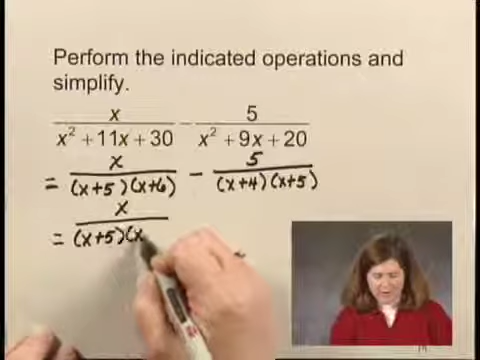 Perform the indicated operations and
simplify.
x/(x² + 11x + 30) − 5/(x² + 9x + 20)
= x/((x+5)(x+6)) − 5/((x+4)(x+5))
= x/((x+5)(x